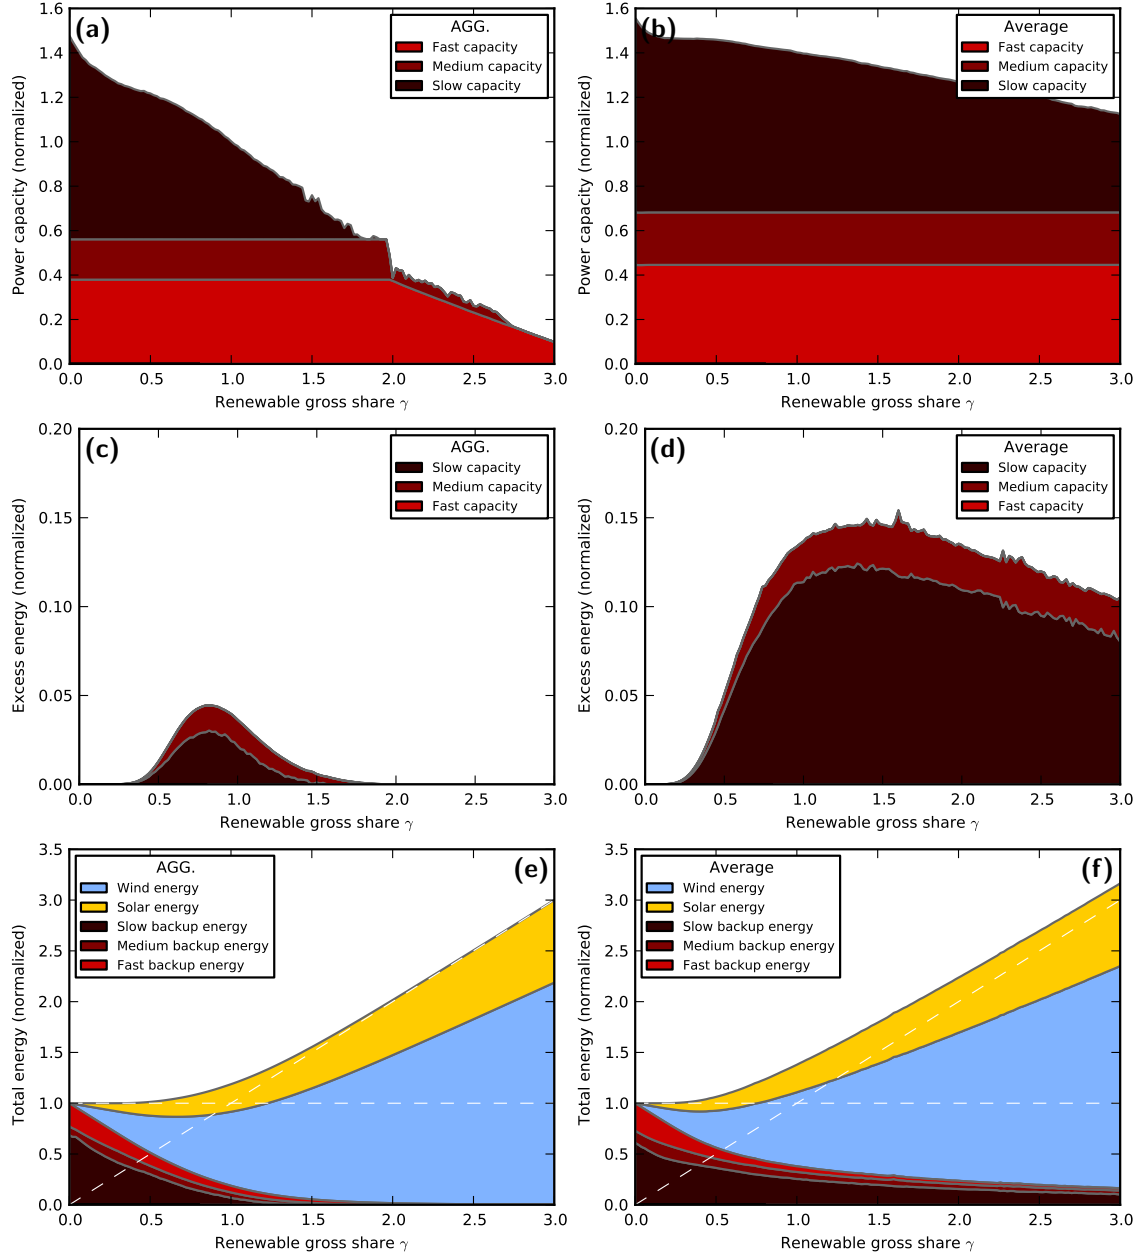 (a)
AGG.
Fast capacity
Medium capacity
Slow capacity
Power capacity (normalized)
1.6
1.4
1.2
1.0
0.8
0.6
0.4
0.2
0.0
0.0 0.5 1.0 1.5 2.0 2.5 3.0
Renewable gross share γ
(b)
Average
Fast capacity
Medium capacity
Slow capacity
Power capacity (normalized)
1.6
1.4
1.2
1.0
0.8
0.6
0.4
0.2
0.0
0.0 0.5 1.0 1.5 2.0 2.5 3.0
Renewable gross share γ
(c)
AGG.
Slow capacity
Medium capacity
Fast capacity
Excess energy (normalized)
0.20
0.15
0.10
0.05
0.00
0.0 0.5 1.0 1.5 2.0 2.5 3.0
Renewable gross share γ
(d)
Average
Slow capacity
Medium capacity
Fast capacity
Excess energy (normalized)
0.20
0.15
0.10
0.05
0.00
0.0 0.5 1.0 1.5 2.0 2.5 3.0
Renewable gross share γ
(e)
AGG.
Wind energy
Solar energy
Slow backup energy
Medium backup energy
Fast backup energy
Total energy (normalized)
3.5
3.0
2.5
2.0
1.5
1.0
0.5
0.0
0.0 0.5 1.0 1.5 2.0 2.5 3.0
Renewable gross share γ
(f)
Average
Wind energy
Solar energy
Slow backup energy
Medium backup energy
Fast backup energy
Total energy (normalized)
3.5
3.0
2.5
2.0
1.5
1.0
0.5
0.0
0.0 0.5 1.0 1.5 2.0 2.5 3.0
Renewable gross share γ